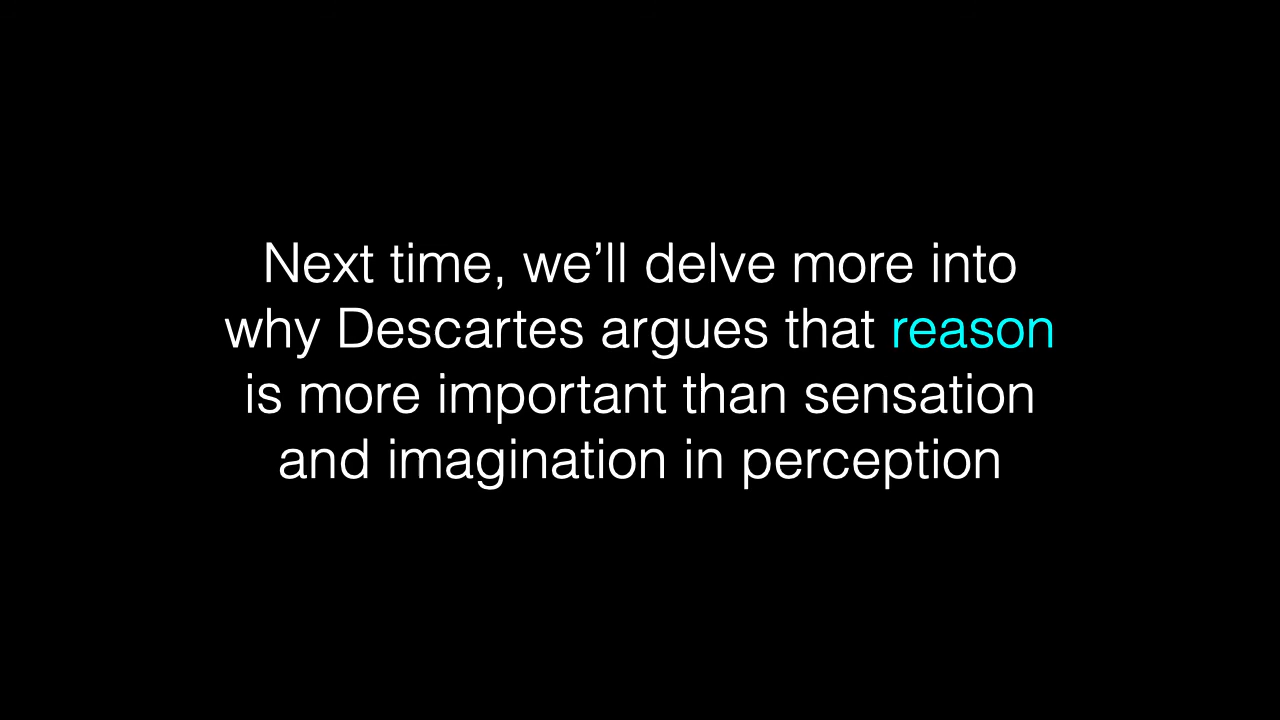 Next time, we’ll delve more into
why Descartes argues that reason
is more important than sensation
and imagination in perception